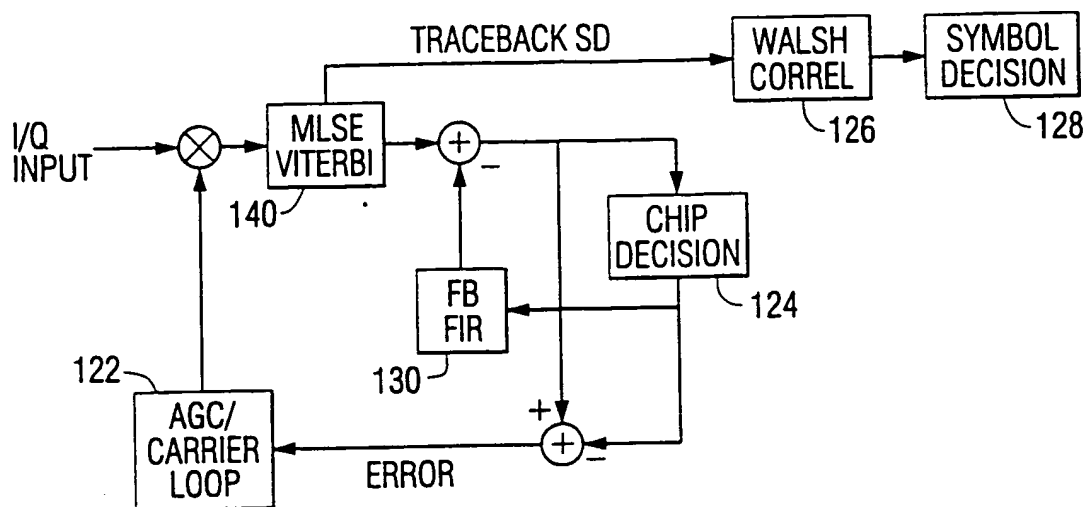 TRACEBACK SD
WALSH
CORREL
126
SYMBOL
DECISION
128
I/Q
INPUT
MLSE
VITERBI
140
+
−
CHIP
DECISION
124
FB
FIR
130
122
AGC/
CARRIER
LOOP
ERROR
+
+
−